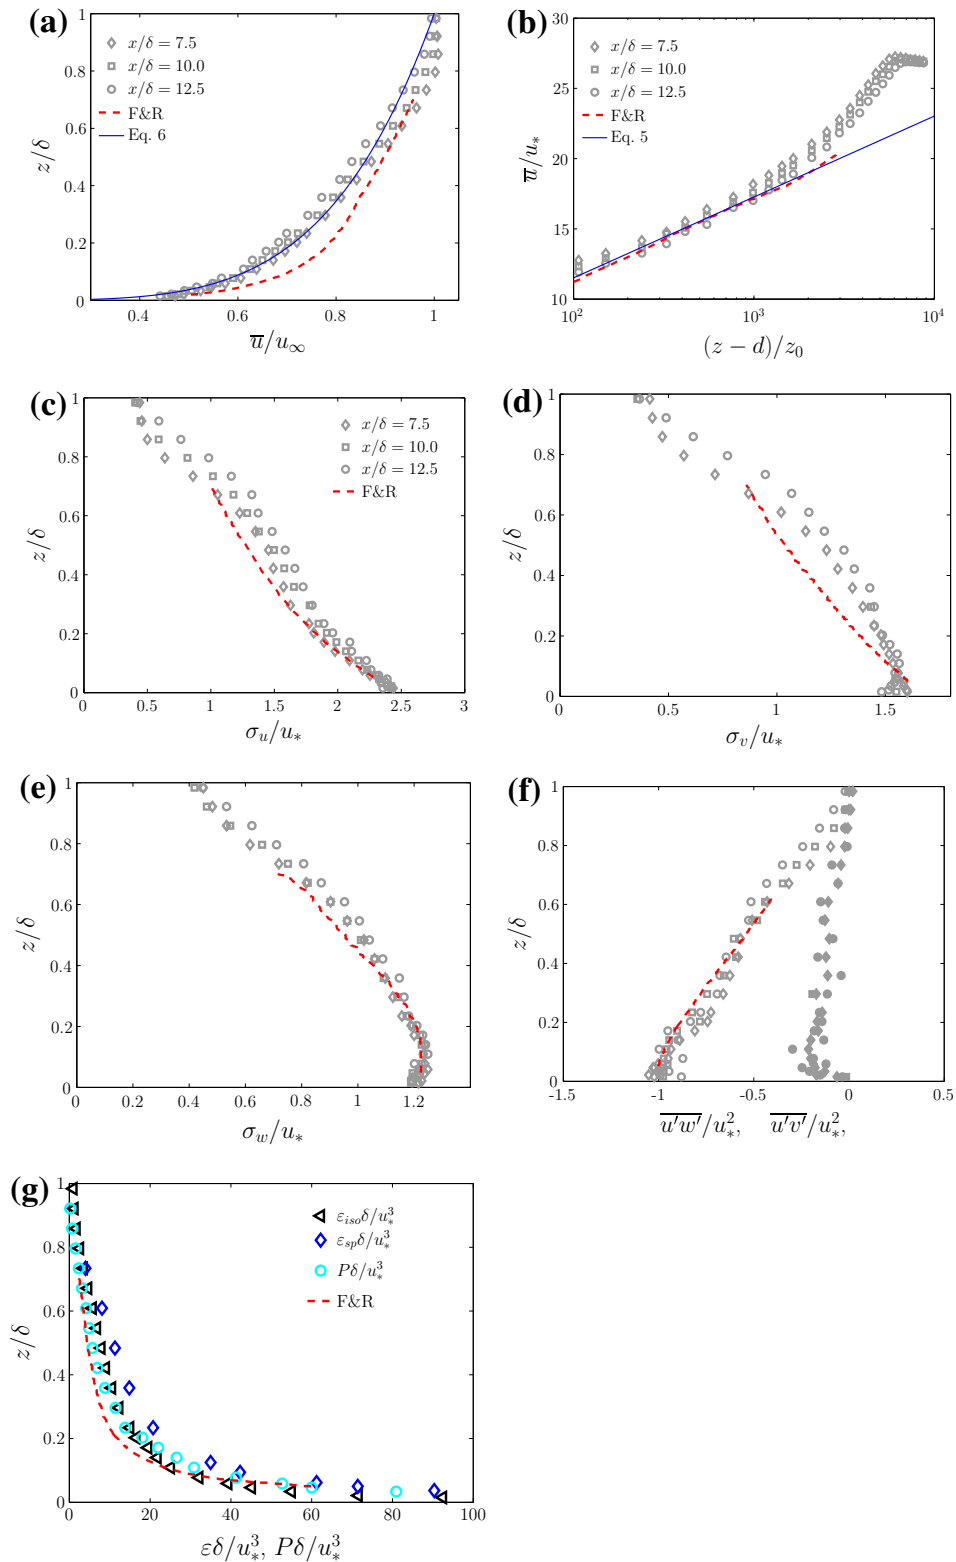 (a)
x/δ = 7.5
x/δ = 10.0
x/δ = 12.5
F&R
Eq. 6
z/δ
1
0.8
0.6
0.4
0.2
0
0.4
0.6
0.8
1
u̅/u∞
(b)
x/δ = 7.5
x/δ = 10.0
x/δ = 12.5
F&R
Eq. 5
u̅/u*
30
25
20
15
10
10²
10³
10⁴
(z − d)/z₀
(c)
x/δ = 7.5
x/δ = 10.0
x/δ = 12.5
F&R
z/δ
1
0.8
0.6
0.4
0.2
0
0
0.5
1
1.5
2
2.5
3
σᵤ/u*
(d)
z/δ
1
0.8
0.6
0.4
0.2
0
0
0.5
1
1.5
σᵥ/u*
(e)
z/δ
1
0.8
0.6
0.4
0.2
0
0
0.2
0.4
0.6
0.8
1
1.2
σ_w/u*
(f)
z/δ
1
0.8
0.6
0.4
0.2
0
-1.5
-1
-0.5
0
0.5
u′w′/u*², u′v′/u*²,
(g)
ε_iso δ/u*³
ε_sp δ/u*³
Pδ/u*³
F&R
z/δ
1
0.8
0.6
0.4
0.2
0
0
20
40
60
80
100
εδ/u*³, Pδ/u*³